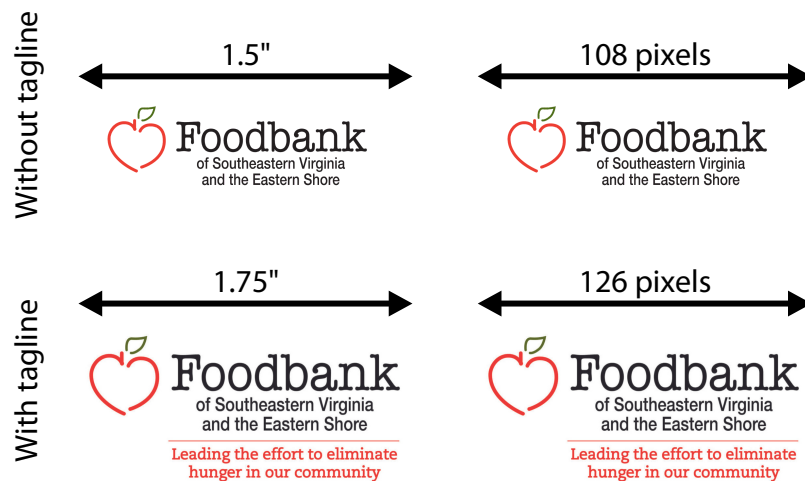 Without tagline
1.5"
108 pixels
Foodbank
of Southeastern Virginia
and the Eastern Shore
Foodbank
of Southeastern Virginia
and the Eastern Shore
With tagline
1.75"
126 pixels
Foodbank
of Southeastern Virginia
and the Eastern Shore
Leading the effort to eliminate
hunger in our community
Foodbank
of Southeastern Virginia
and the Eastern Shore
Leading the effort to eliminate
hunger in our community